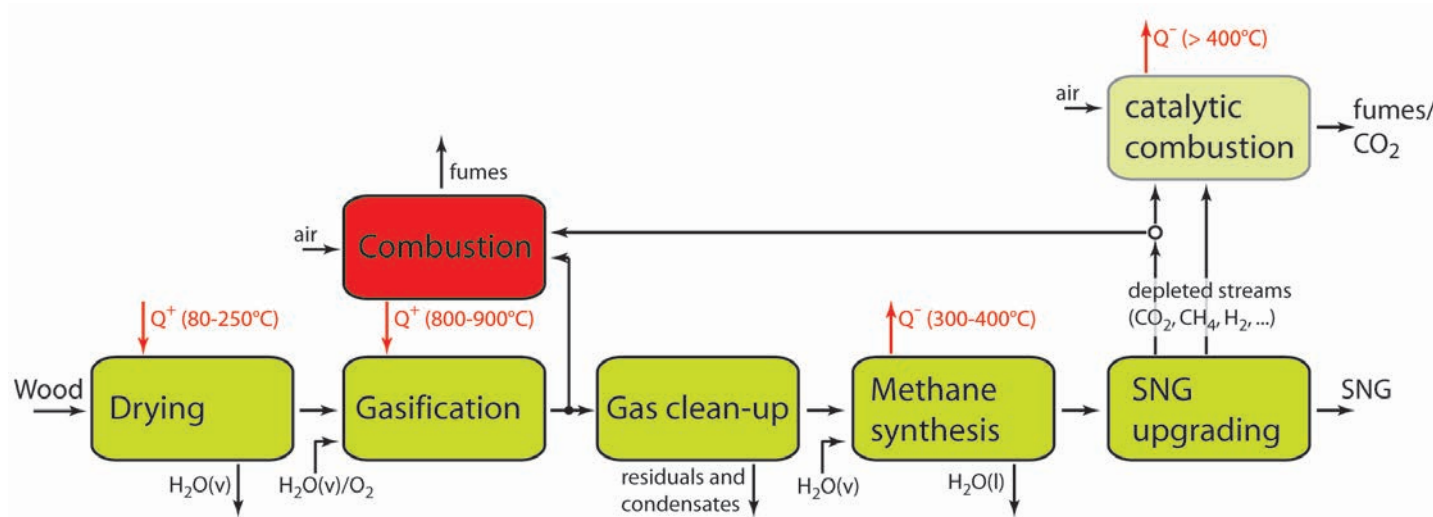 Q⁻ (> 400°C)
air
catalytic
combustion
fumes/
CO₂
fumes
air
Combustion
Q⁺ (80-250°C)
Q⁺ (800-900°C)
Q⁻ (300-400°C)
depleted streams
(CO₂, CH₄, H₂, ...)
Wood
Drying
Gasification
Gas clean-up
Methane
synthesis
SNG
upgrading
SNG
H₂O(v)
H₂O(v)/O₂
residuals and
condensates
H₂O(v)
H₂O(l)